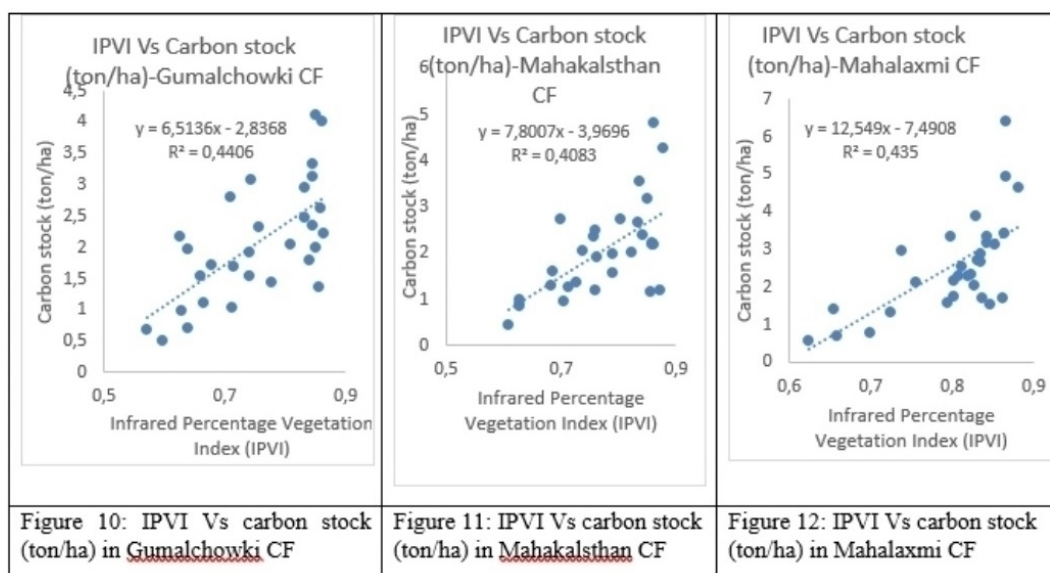 IPVI Vs Carbon stock
(ton/ha)-Gumalchowki CF
4,5
4
3,5
3
2,5
2
1,5
1
0,5
0
Carbon stock (ton/ha)
y = 6,5136x - 2,8368
R² = 0,4406
0,5
0,7
0,9
Infrared Percentage Vegetation
Index (IPVI)
IPVI Vs Carbon stock
(ton/ha)-Mahakalsthan
CF
6
5
4
3
2
1
0
Carbon stock (ton/ha)
y = 7,8007x - 3,9696
R² = 0,4083
0,5
0,7
0,9
Infrared Percentage
Vegetation Index (IPVI)
IPVI Vs Carbon stock
(ton/ha)-Mahalaxmi CF
7
6
5
4
3
2
1
0
Carbon stock (ton/ha)
y = 12,549x - 7,4908
R² = 0,435
0,6
0,7
0,8
0,9
Infrared Percentage
Vegetation Index (IPVI)
Figure 10: IPVI Vs carbon stock
(ton/ha) in Gumalchowki CF
Figure 11: IPVI Vs carbon stock
(ton/ha) in Mahakalsthan CF
Figure 12: IPVI Vs carbon stock
(ton/ha) in Mahalaxmi CF